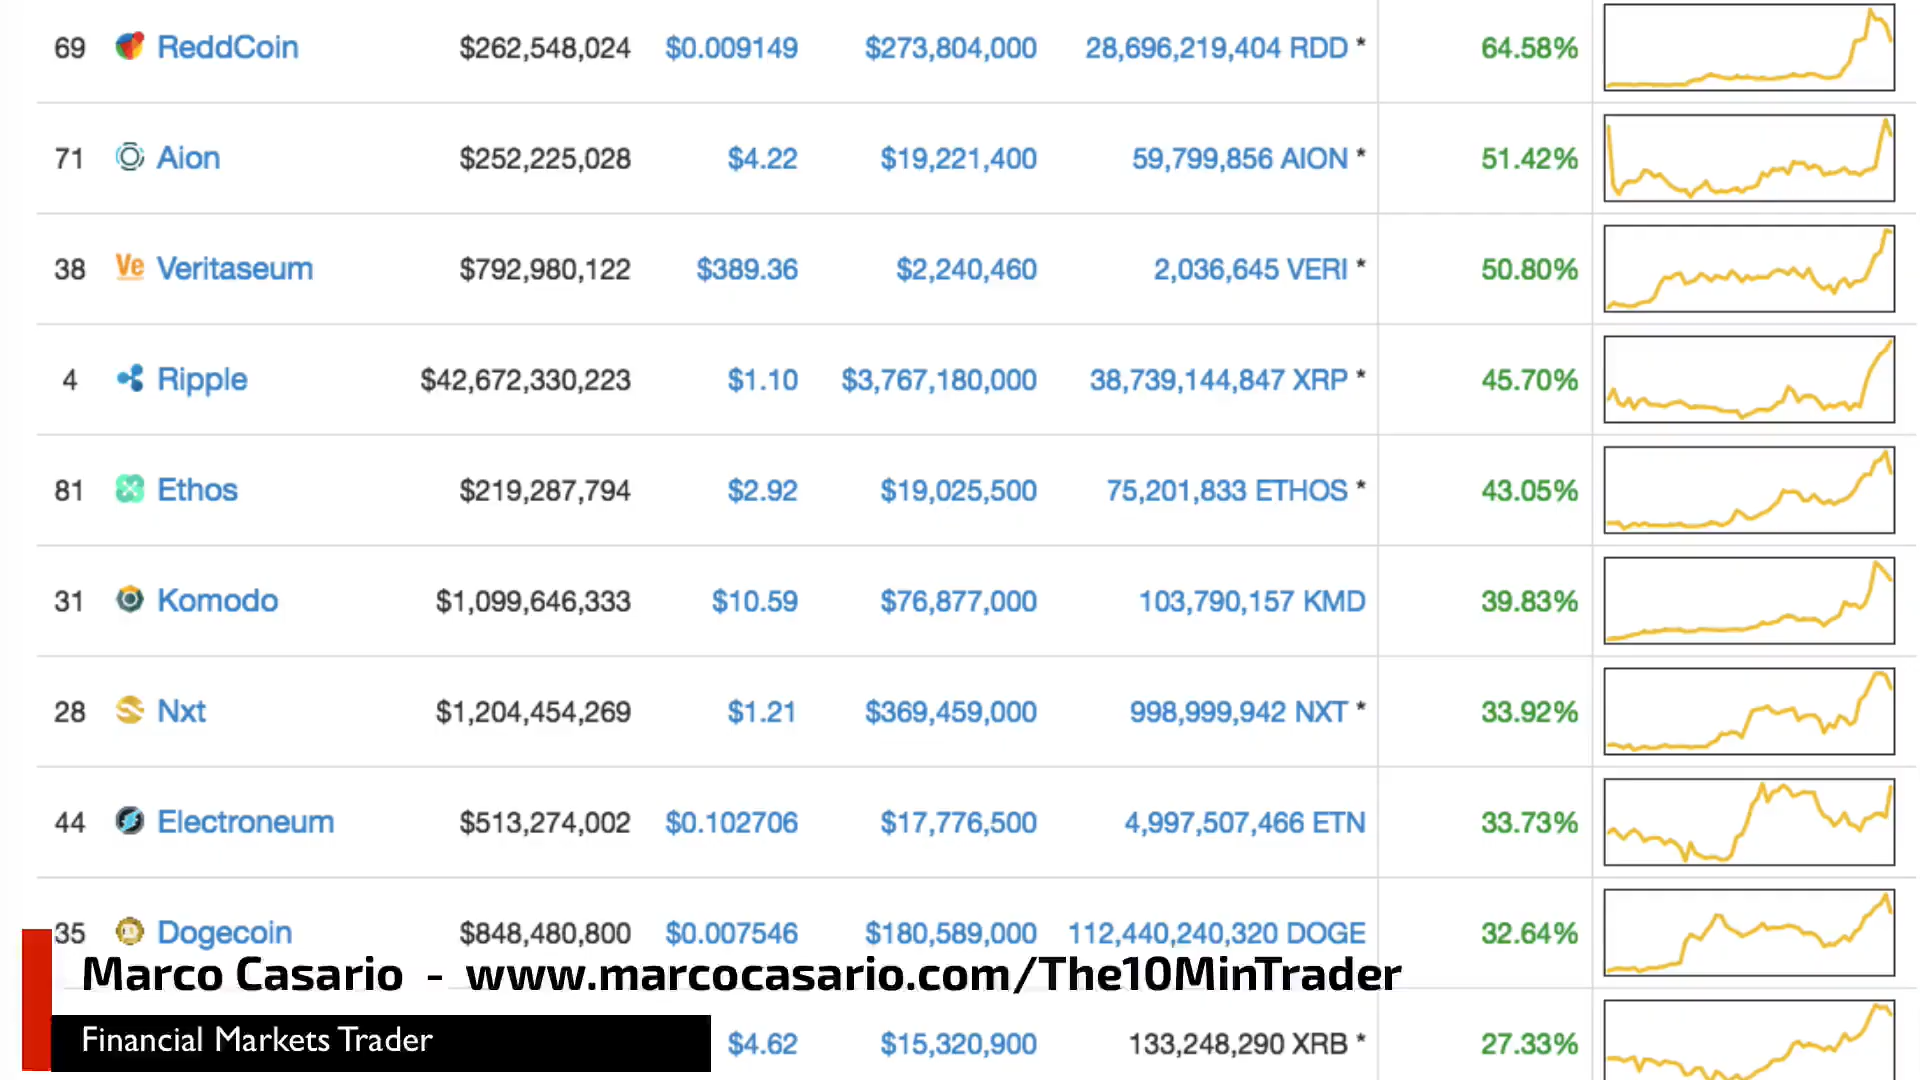 69 ReddCoin $262,548,024 $0.009149 $273,804,000 28,696,219,404 RDD * 64.58%
71 Aion $252,225,028 $4.22 $19,221,400 59,799,856 AION * 51.42%
38 Ve Veritaseum $792,980,122 $389.36 $2,240,460 2,036,645 VERI * 50.80%
4 Ripple $42,672,330,223 $1.10 $3,767,180,000 38,739,144,847 XRP * 45.70%
81 Ethos $219,287,794 $2.92 $19,025,500 75,201,833 ETHOS * 43.05%
31 Komodo $1,099,646,333 $10.59 $76,877,000 103,790,157 KMD 39.83%
28 Nxt $1,204,454,269 $1.21 $369,459,000 998,999,942 NXT * 33.92%
44 Electroneum $513,274,002 $0.102706 $17,776,500 4,997,507,466 ETN 33.73%
35 Dogecoin $848,480,800 $0.007546 $180,589,000 112,440,240,320 DOGE 32.64%
Marco Casario - www.marcocasario.com/The10MinTrader
Financial Markets Trader $4.62 $15,320,900 133,248,290 XRB * 27.33%